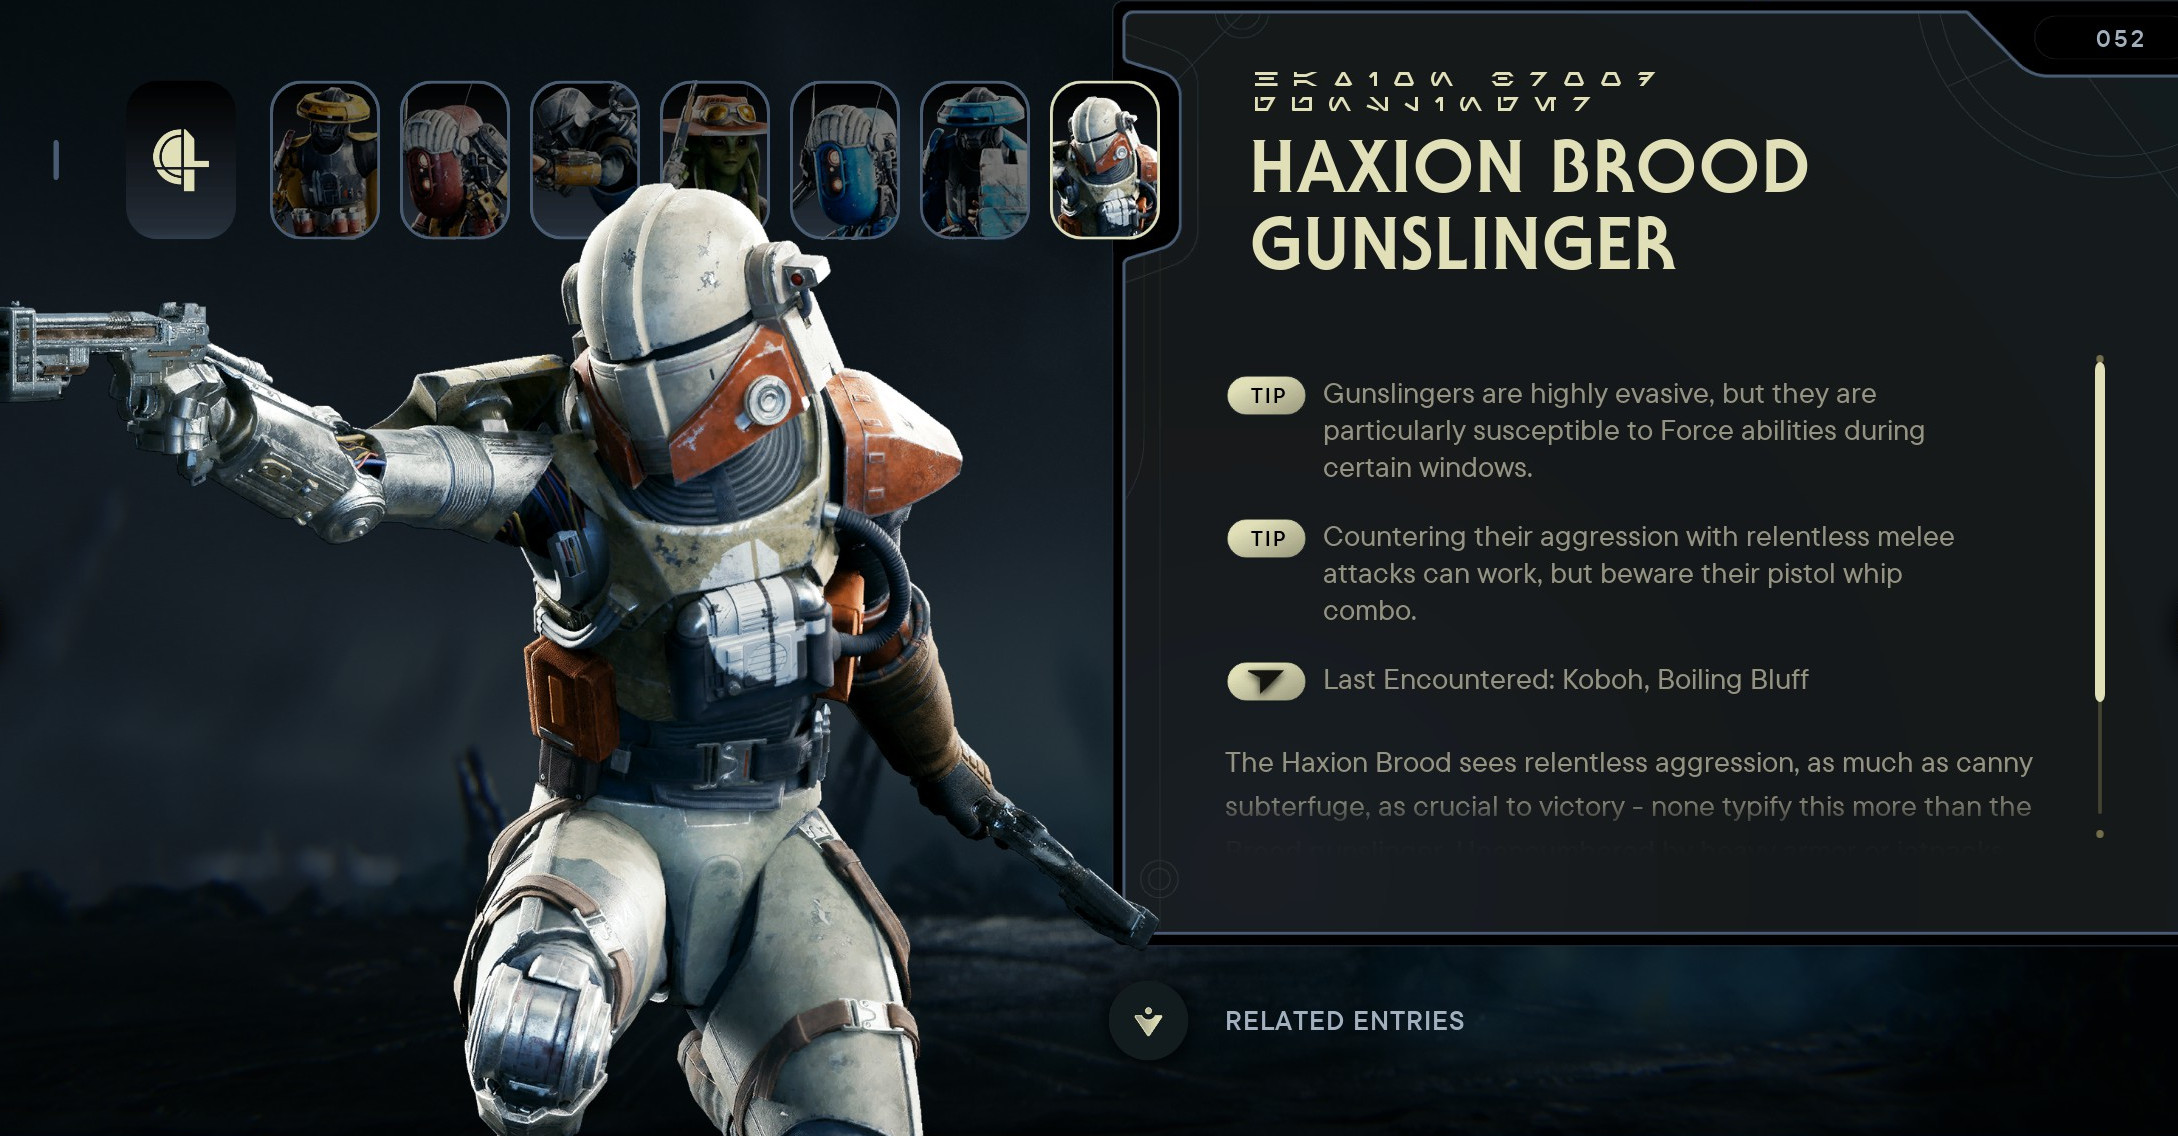 052
HAXION BROOD
GUNSLINGER
TIP Gunslingers are highly evasive, but they are
particularly susceptible to Force abilities during
certain windows.
TIP Countering their aggression with relentless melee
attacks can work, but beware their pistol whip
combo.
Last Encountered: Koboh, Boiling Bluff
The Haxion Brood sees relentless aggression, as much as canny
subterfuge, as crucial to victory - none typify this more than the
RELATED ENTRIES